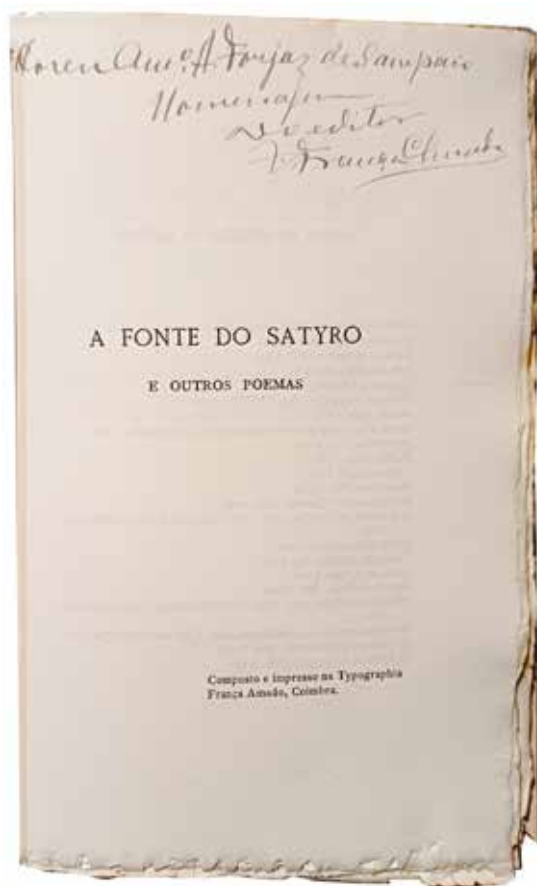 Am.º A. Forjaz de Sampaio
Homenagem
do editor
França Amado
A FONTE DO SATYRO
E OUTROS POEMAS
Composto e impresso na Typographia
França Amado, Coimbra.